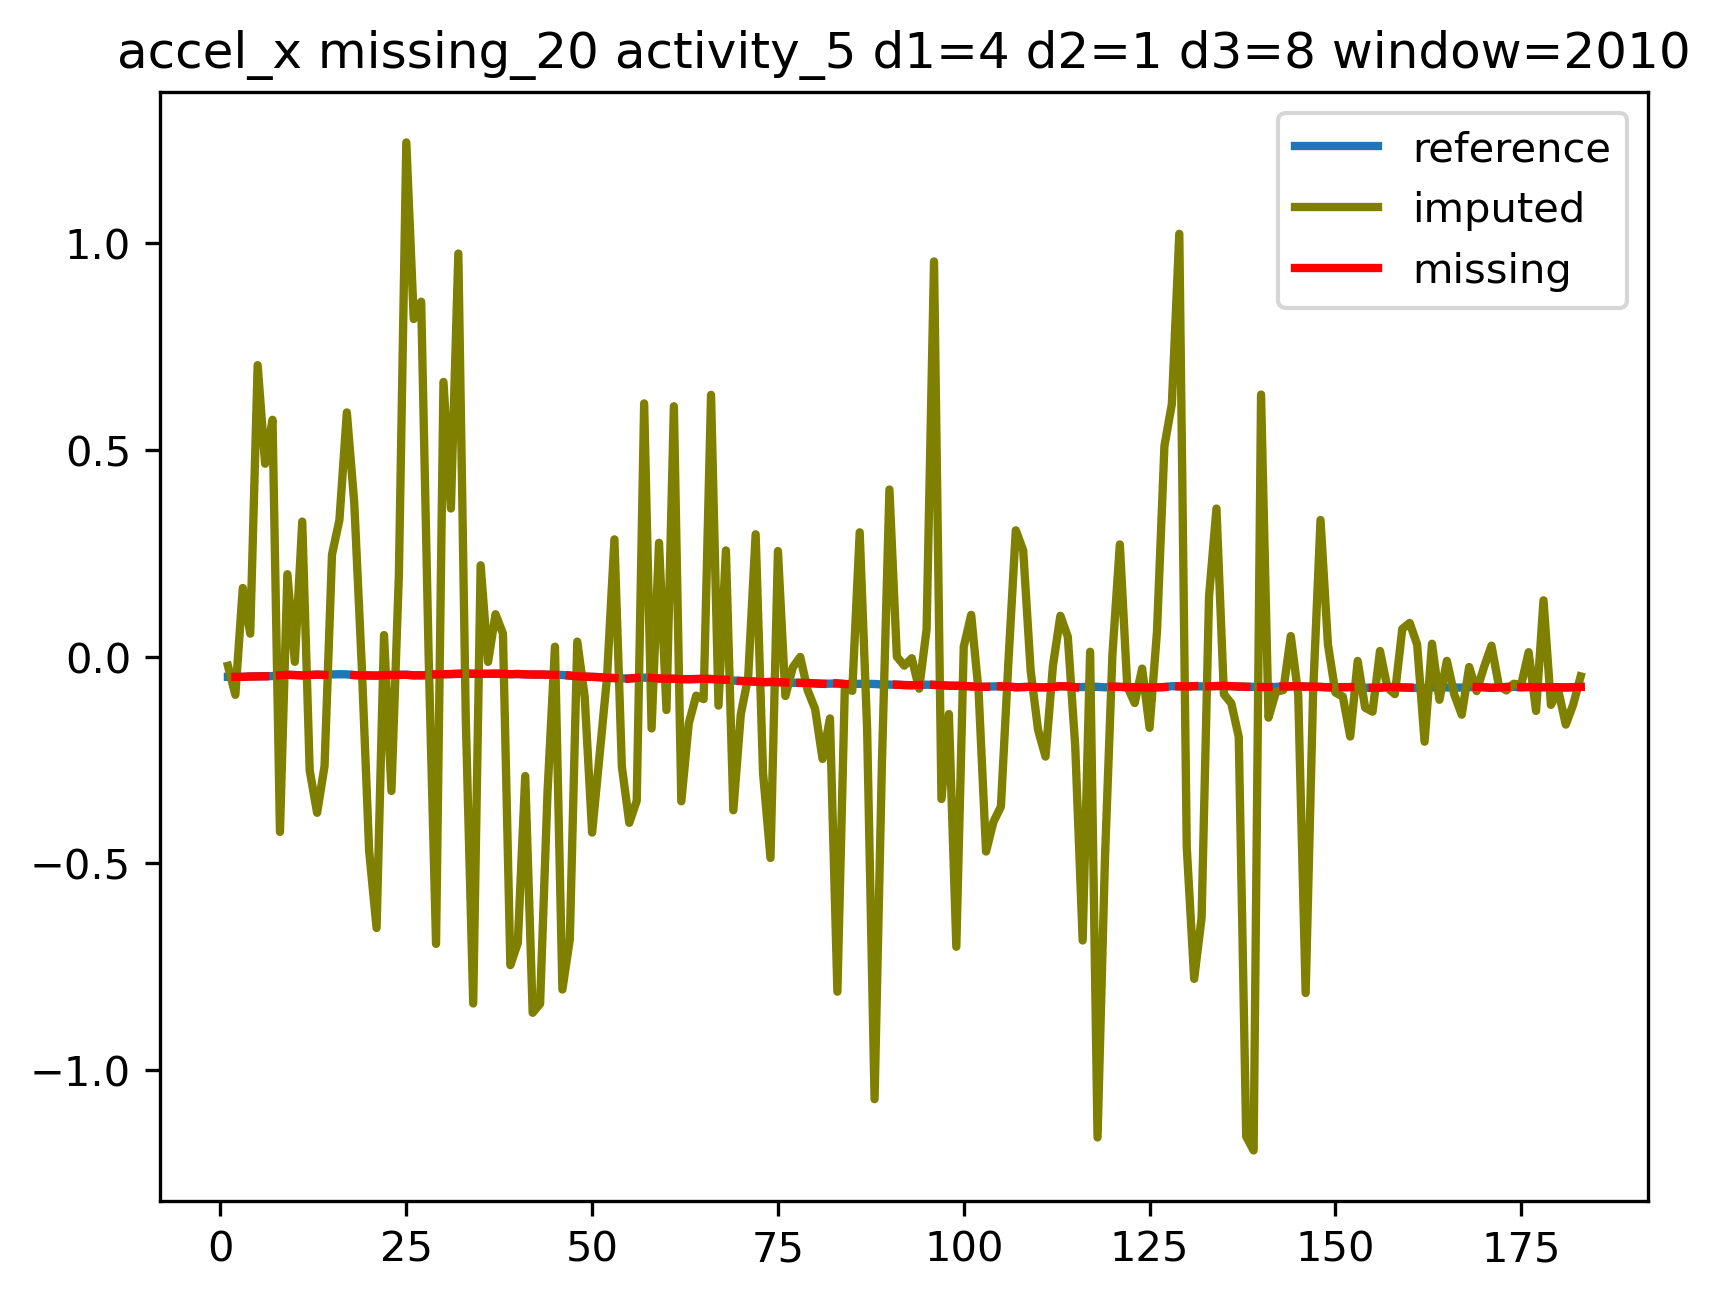 accel_x missing_20 activity_5 d1=4 d2=1 d3=8 window=2010
reference
imputed
missing
1.0
0.5
0.0
−0.5
−1.0
0 25 50 75 100 125 150 175